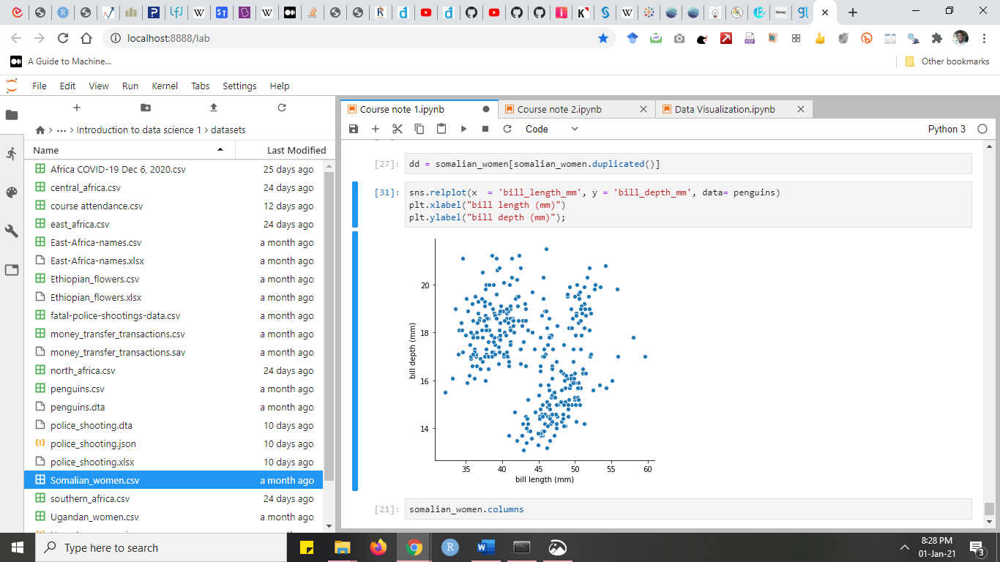 localhost:8888/lab
A Guide to Machine...
Other bookmarks
File Edit View Run Kernel Tabs Settings Help
Introduction to data science 1 > datasets
Name Last Modified
Africa COVID-19 Dec 6, 2020.csv 25 days ago
central_africa.csv 24 days ago
course attendance.csv 12 days ago
east_africa.csv 24 days ago
East-Africa-names.csv a month ago
East-Africa-names.xlsx a month ago
Ethiopian_flowers.csv a month ago
Ethiopian_flowers.xlsx a month ago
fatal-police-shootings-data.csv a month ago
money_transfer_transactions.csv a month ago
money_transfer_transactions.sav a month ago
north_africa.csv 24 days ago
penguins.csv a month ago
penguins.dta a month ago
police_shooting.dta 10 days ago
police_shooting.json 10 days ago
police_shooting.xlsx 10 days ago
Somalian_women.csv a month ago
southern_africa.csv 24 days ago
Ugandan_women.csv a month ago
Course note 1.ipynb
Course note 2.ipynb
Data Visualization.ipynb
Code
Python 3
[27]: dd = somalian_women[somalian_women.duplicated()]
[31]: sns.relplot(x  = 'bill_length_mm', y = 'bill_depth_mm', data= penguins)
plt.xlabel("bill length (mm)")
plt.ylabel("bill depth (mm)");
20
18
16
14
bill depth (mm)
35 40 45 50 55 60
bill length (mm)
[21]: somalian_women.columns
Type here to search
8:28 PM
01-Jan-21
3